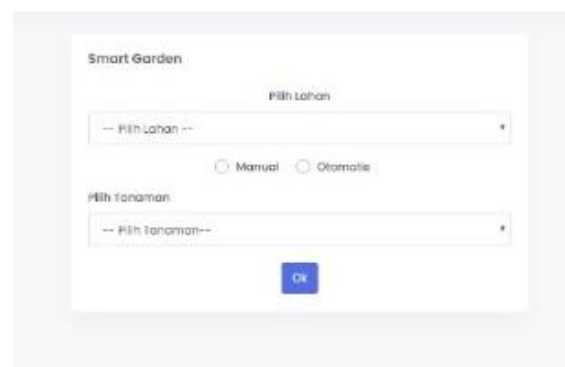 Smart Garden
Pilih Lahan
-- Pilih Lahan --
Manual Otomatis
Pilih Tanaman
-- Pilih Tanaman--
Ok